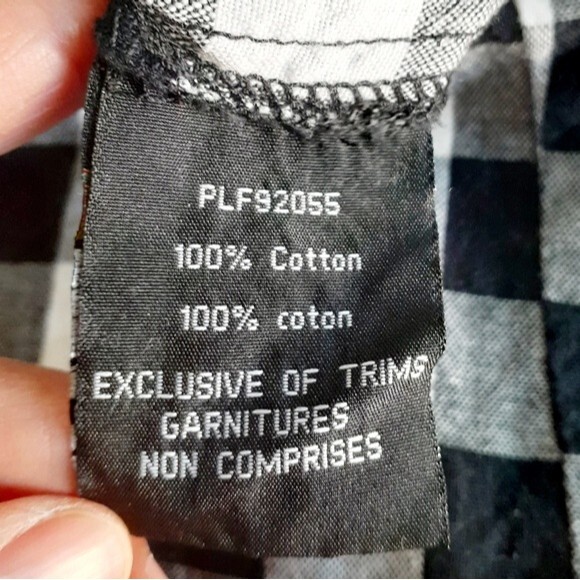 PLF92055
100% Cotton
100% coton
EXCLUSIVE OF TRIMS
GARNITURES
NON COMPRISES